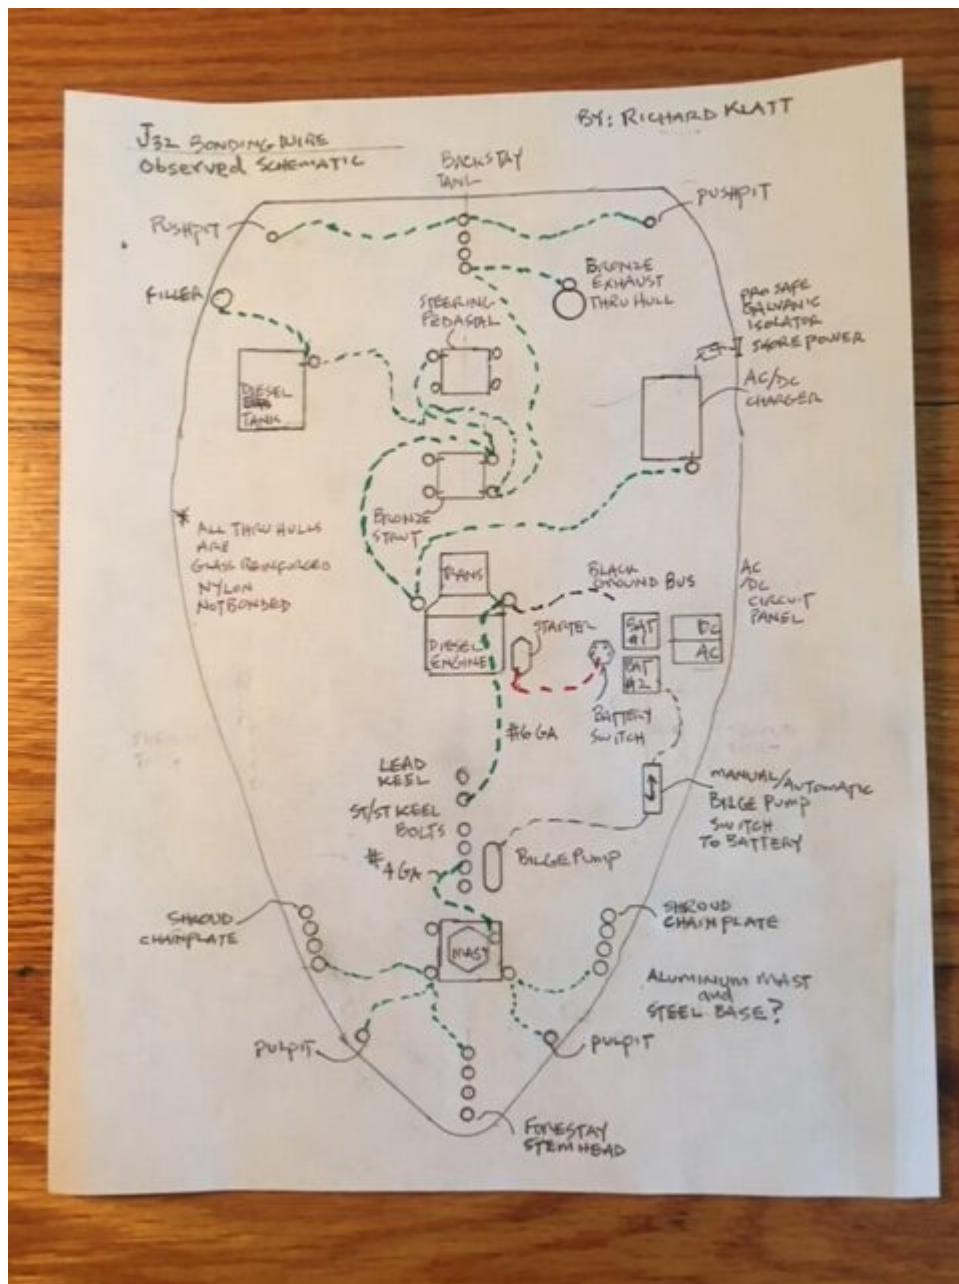 J32 BONDING WIRE
Observed SCHEMATIC
BY: RICHARD KLATT
BACKSTAY
TANG
PUSHPIT
PUSHPIT
FILLER
BRONZE
EXHAUST
THRU HULL
STEERING
PEDASTAL
PRO SAFE
GALVANIC
ISOLATOR
SHORE POWER
DIESEL
TANK
AC/DC
CHARGER
BRONZE
STRUT
* ALL THRU HULLS
ARE
GLASS REINFORCED
NYLON
NOT BONDED
TRANS
BLACK
GROUND BUS
AC
/DC
CIRCUIT
PANEL
DIESEL
ENGINE
STARTER
BAT
#1
BAT
#2
DC
AC
#6 GA
BATTERY
SWITCH
LEAD
KEEL
ST/ST KEEL
BOLTS
#4 GA
BILGE PUMP
MANUAL/AUTOMATIC
BILGE PUMP
SWITCH
TO BATTERY
SHROUD
CHAINPLATE
SHROUD
CHAINPLATE
MAST
ALUMINUM MAST
and
STEEL BASE?
PULPIT
PULPIT
FORESTAY
STEMHEAD